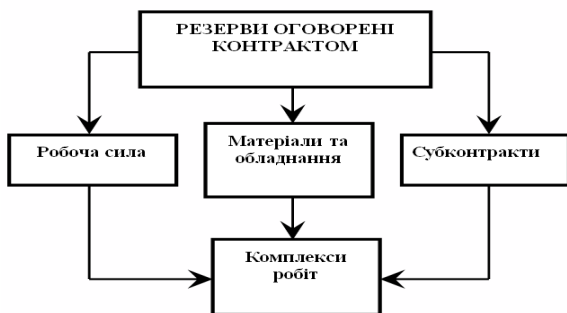 РЕЗЕРВИ ОГОВОРЕНІ
КОНТРАКТОМ
Робоча сила
Матеріали та
обладнання
Субконтракти
Комплекси
робіт